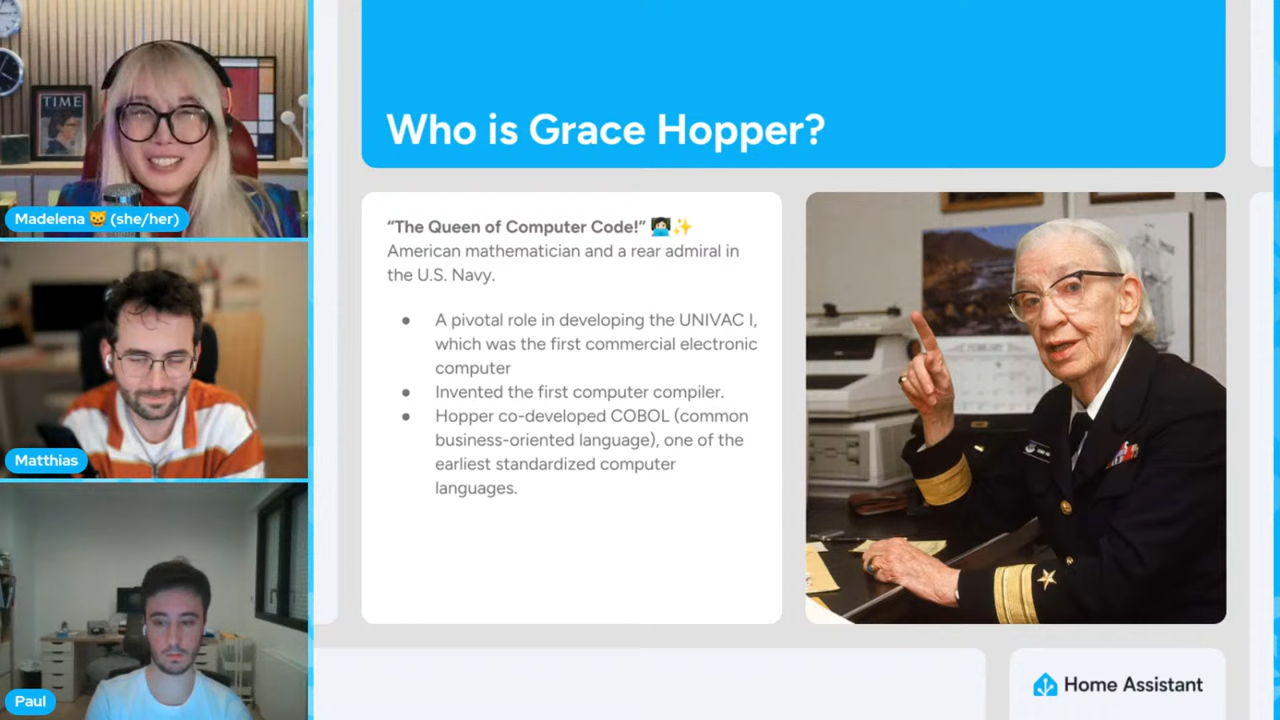 TIME
Madelena 😺 (she/her)
Matthias
Paul
Who is Grace Hopper?
“The Queen of Computer Code!” 👩🏻‍💻✨
American mathematician and a rear admiral in
the U.S. Navy.
● A pivotal role in developing the UNIVAC I,
which was the first commercial electronic
computer
● Invented the first computer compiler.
● Hopper co-developed COBOL (common
business-oriented language), one of the
earliest standardized computer
languages.
FEBRUARY
Home Assistant